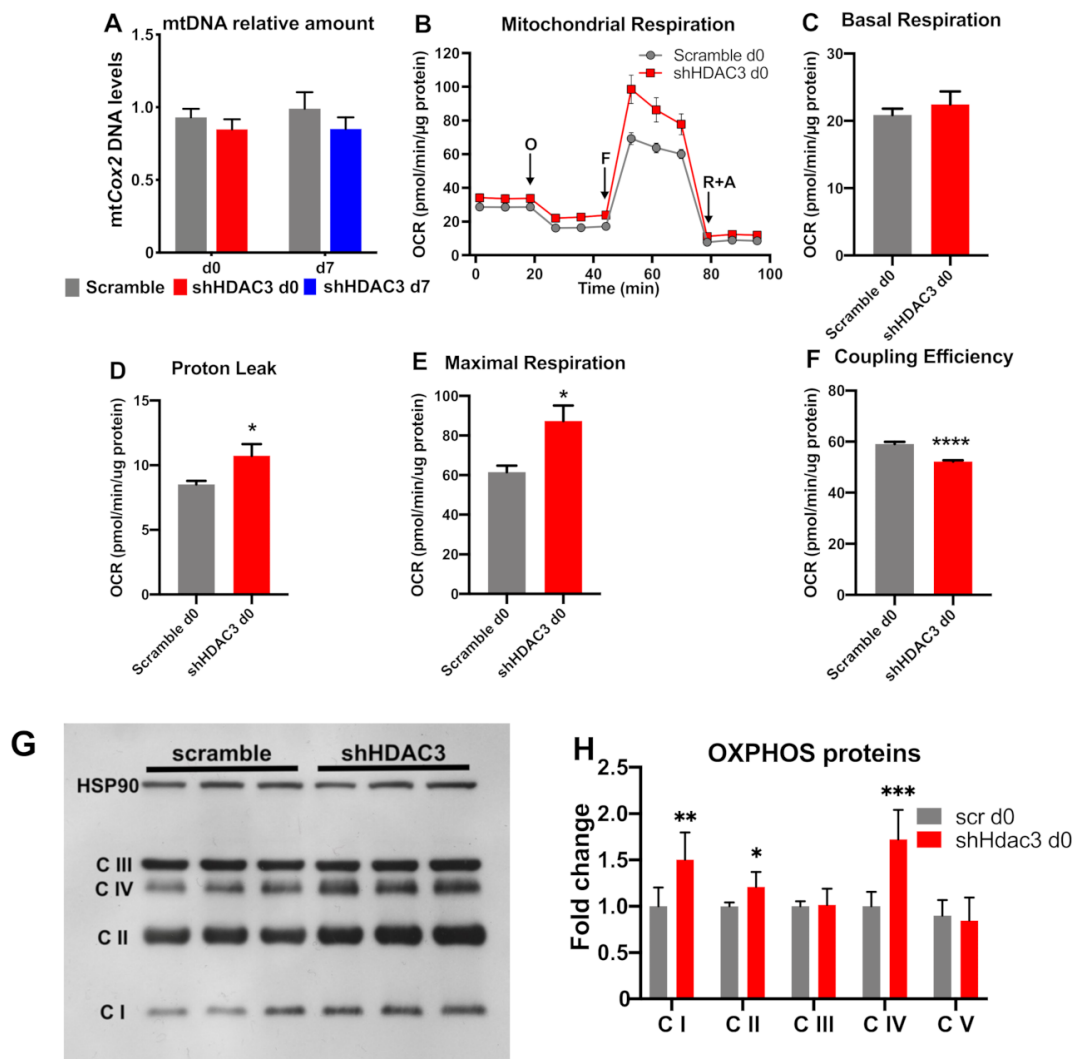 A mtDNA relative amount
mtCox2 DNA levels
1.5
1.0
0.5
0
d0
d7
Scramble
shHDAC3 d0
shHDAC3 d7
B Mitochondrial Respiration
Scramble d0
shHDAC3 d0
OCR (pmol/min/µg protein)
120
100
80
60
40
20
0
O
F
R+A
0 20 40 60 80 100
Time (min)
C Basal Respiration
OCR (pmol/min/µg protein)
30
20
10
0
Scramble d0
shHDAC3 d0
D Proton Leak
OCR (pmol/min/ug protein)
15
10
5
0
*
Scramble d0
shHDAC3 d0
E Maximal Respiration
OCR (pmol/min/ug protein)
100
80
60
40
20
0
*
Scramble d0
shHDAC3 d0
F Coupling Efficiency
OCR (pmol/min/ug protein)
80
60
40
20
0
****
Scramble d0
shHDAC3 d0
G
scramble shHDAC3
HSP90
C III
C IV
C II
C I
H OXPHOS proteins
Fold change
2.5
2.0
1.5
1.0
0.5
0
**
*
***
scr d0
shHdac3 d0
C I C II C III C IV C V